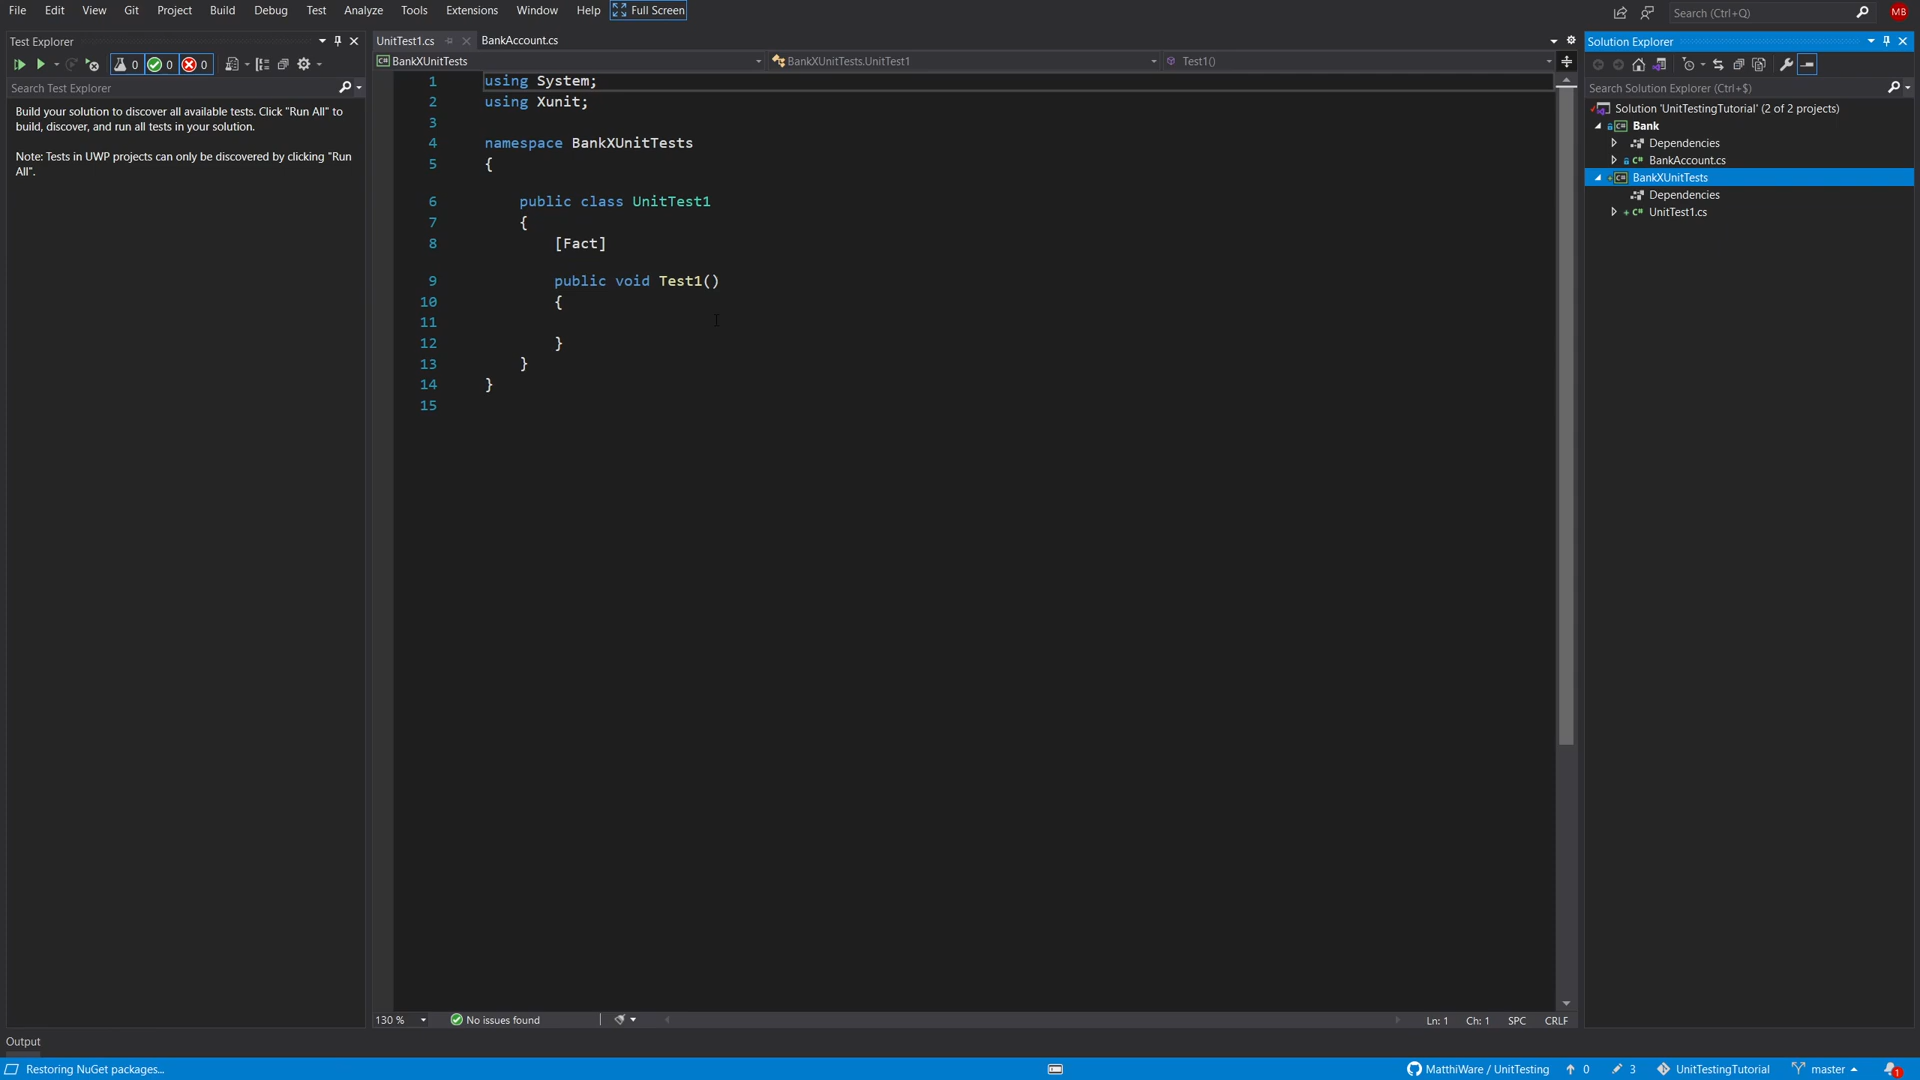 File Edit View Git Project Build Debug Test Analyze Tools Extensions Window Help Full Screen Search (Ctrl+Q) MB
Test Explorer
UnitTest1.cs BankAccount.cs
Solution Explorer
0 0 0
BankXUnitTests BankXUnitTests.UnitTest1 Test1()
Search Test Explorer
Search Solution Explorer (Ctrl+$)
Build your solution to discover all available tests. Click "Run All" to
build, discover, and run all tests in your solution.
Note: Tests in UWP projects can only be discovered by clicking "Run
All".
1 using System;
2 using Xunit;
3
4 namespace BankXUnitTests
5 {
6 public class UnitTest1
7 {
8 [Fact]
9 public void Test1()
10 {
11
12 }
13 }
14 }
15
Solution 'UnitTestingTutorial' (2 of 2 projects)
C# Bank
Dependencies
C# BankAccount.cs
C# BankXUnitTests
Dependencies
C# UnitTest1.cs
130 % No issues found Ln: 1 Ch: 1 SPC CRLF
Output
Restoring NuGet packages... MatthiWare / UnitTesting 0 3 UnitTestingTutorial master 1